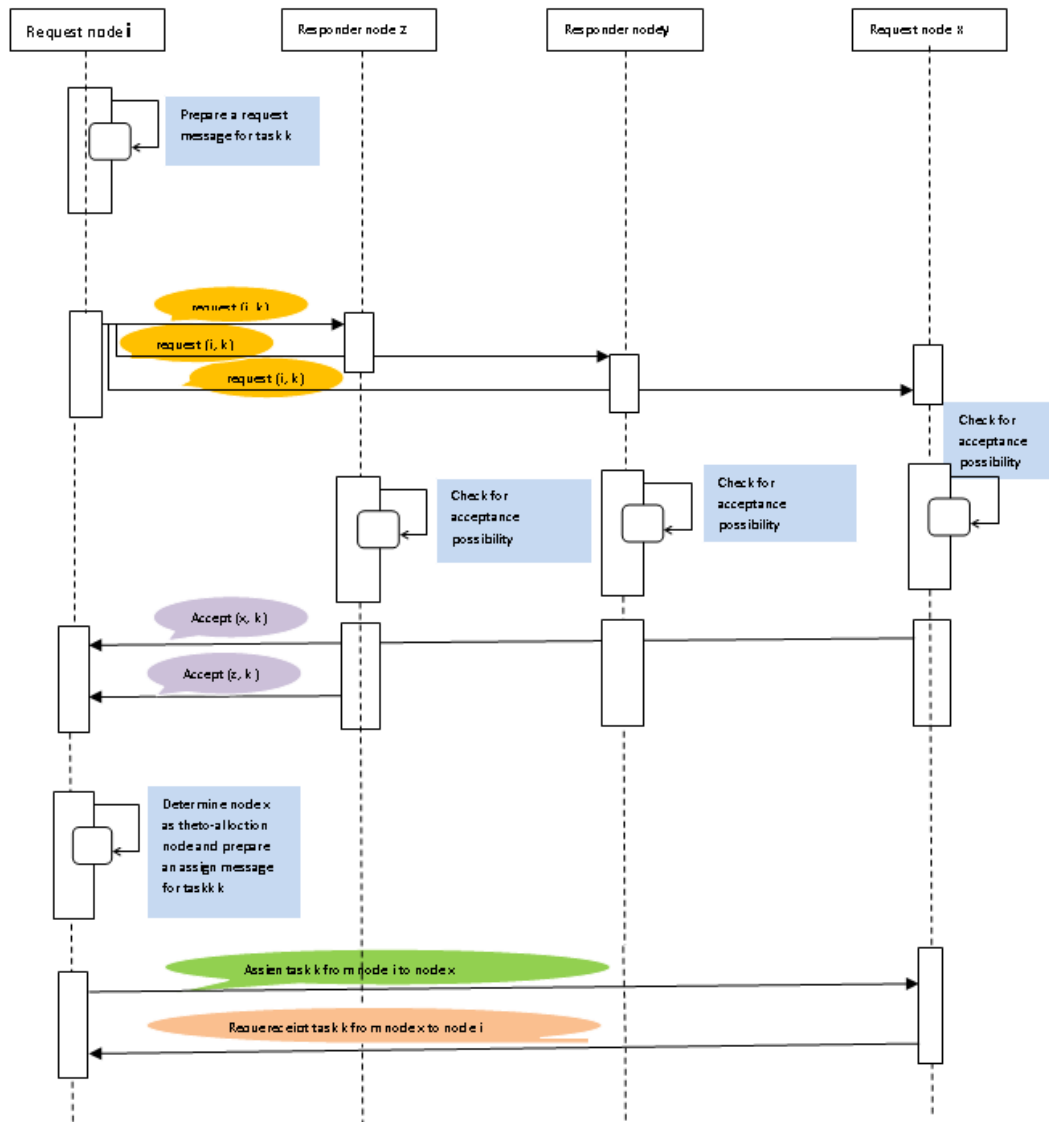 Request node i
Responder node z
Responder node y
Request node x
Prepare a request
message for task k
request (i, k)
request (i, k)
request (i, k)
Check for
acceptance
possibility
Check for
acceptance
possibility
Check for
acceptance
possibility
Accept (x, k)
Accept (z, k)
Determine node x
as theto-alloction
node and prepare
an assign message
for taskk k
Assien task k from node i to node x
task k from node x to node i